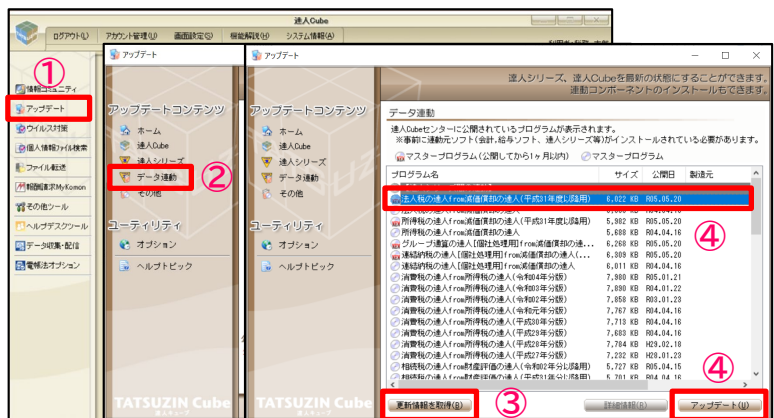 達人Cube
ログアウト(L) アカウント管理(U) 画面設定(S) 機能解説(H) システム情報(A)
①
情報コミュニティ
アップデート
ウイルス対策
個人情報ファイル検索
ファイル転送
報酬請求MyKomon
その他ツール
ヘルプデスクツール
データ収集・配信
電帳法オプション
アップデート
アップデートコンテンツ
ホーム
達人Cube
達人シリーズ
データ連動
②
その他
ユーティリティ
オプション
ヘルプトピック
TATSUZIN Cube
アップデート
アップデートコンテンツ
ホーム
達人Cube
達人シリーズ
データ連動
その他
ユーティリティ
オプション
ヘルプトピック
TATSUZIN Cube
達人シリーズ、達人Cubeを最新の状態にすることができます。
連動コンポーネントのインストールもできます。
データ連動
達人Cubeセンターに公開されているプログラムが表示されます。
※事前に連動元ソフト(会計、給与ソフト、達人シリーズ等)がインストールされている必要があります。
マスタープログラム(公開してから1ヶ月以内) マスタープログラム
プログラム名 サイズ 公開日 製造元
法人税の達人from減価償却の達人(平成31年度以降用) 6,022 KB R05.05.20
④
所得税の達人from減価償却の達人(平成31年度以降用) 5,982 KB R05.05.20
所得税の達人from減価償却の達人 5,688 KB R04.04.16
グループ通算の達人[個社処理用]from減価償却の達... 6,268 KB R05.05.20
連結納税の達人[個社処理用]from減価償却の達人(... 6,309 KB R05.05.20
連結納税の達人[個社処理用]from減価償却の達人 6,011 KB R04.04.16
消費税の達人from所得税の達人(令和04年分版) 7,980 KB R05.01.21
消費税の達人from所得税の達人(令和03年分版) 7,890 KB R04.01.22
消費税の達人from所得税の達人(令和02年分版) 7,858 KB R03.01.23
消費税の達人from所得税の達人(令和元年分版) 7,767 KB R04.04.16
消費税の達人from所得税の達人(平成30年分版) 7,713 KB R04.04.16
消費税の達人from所得税の達人(平成29年分版) 7,683 KB R04.04.16
消費税の達人from所得税の達人(平成28年分版) 7,784 KB H29.02.18
消費税の達人from所得税の達人(平成27年分版) 7,232 KB H28.01.23
相続税の達人from財産評価の達人(令和02年分以降用) 5,727 KB R05.04.15
相続税の達人from財産評価の達人(平成31年分以降用) 5,701 KB R04.04.16
④
更新情報を取得(R) ③ 詳細情報(B) アップデート(U)